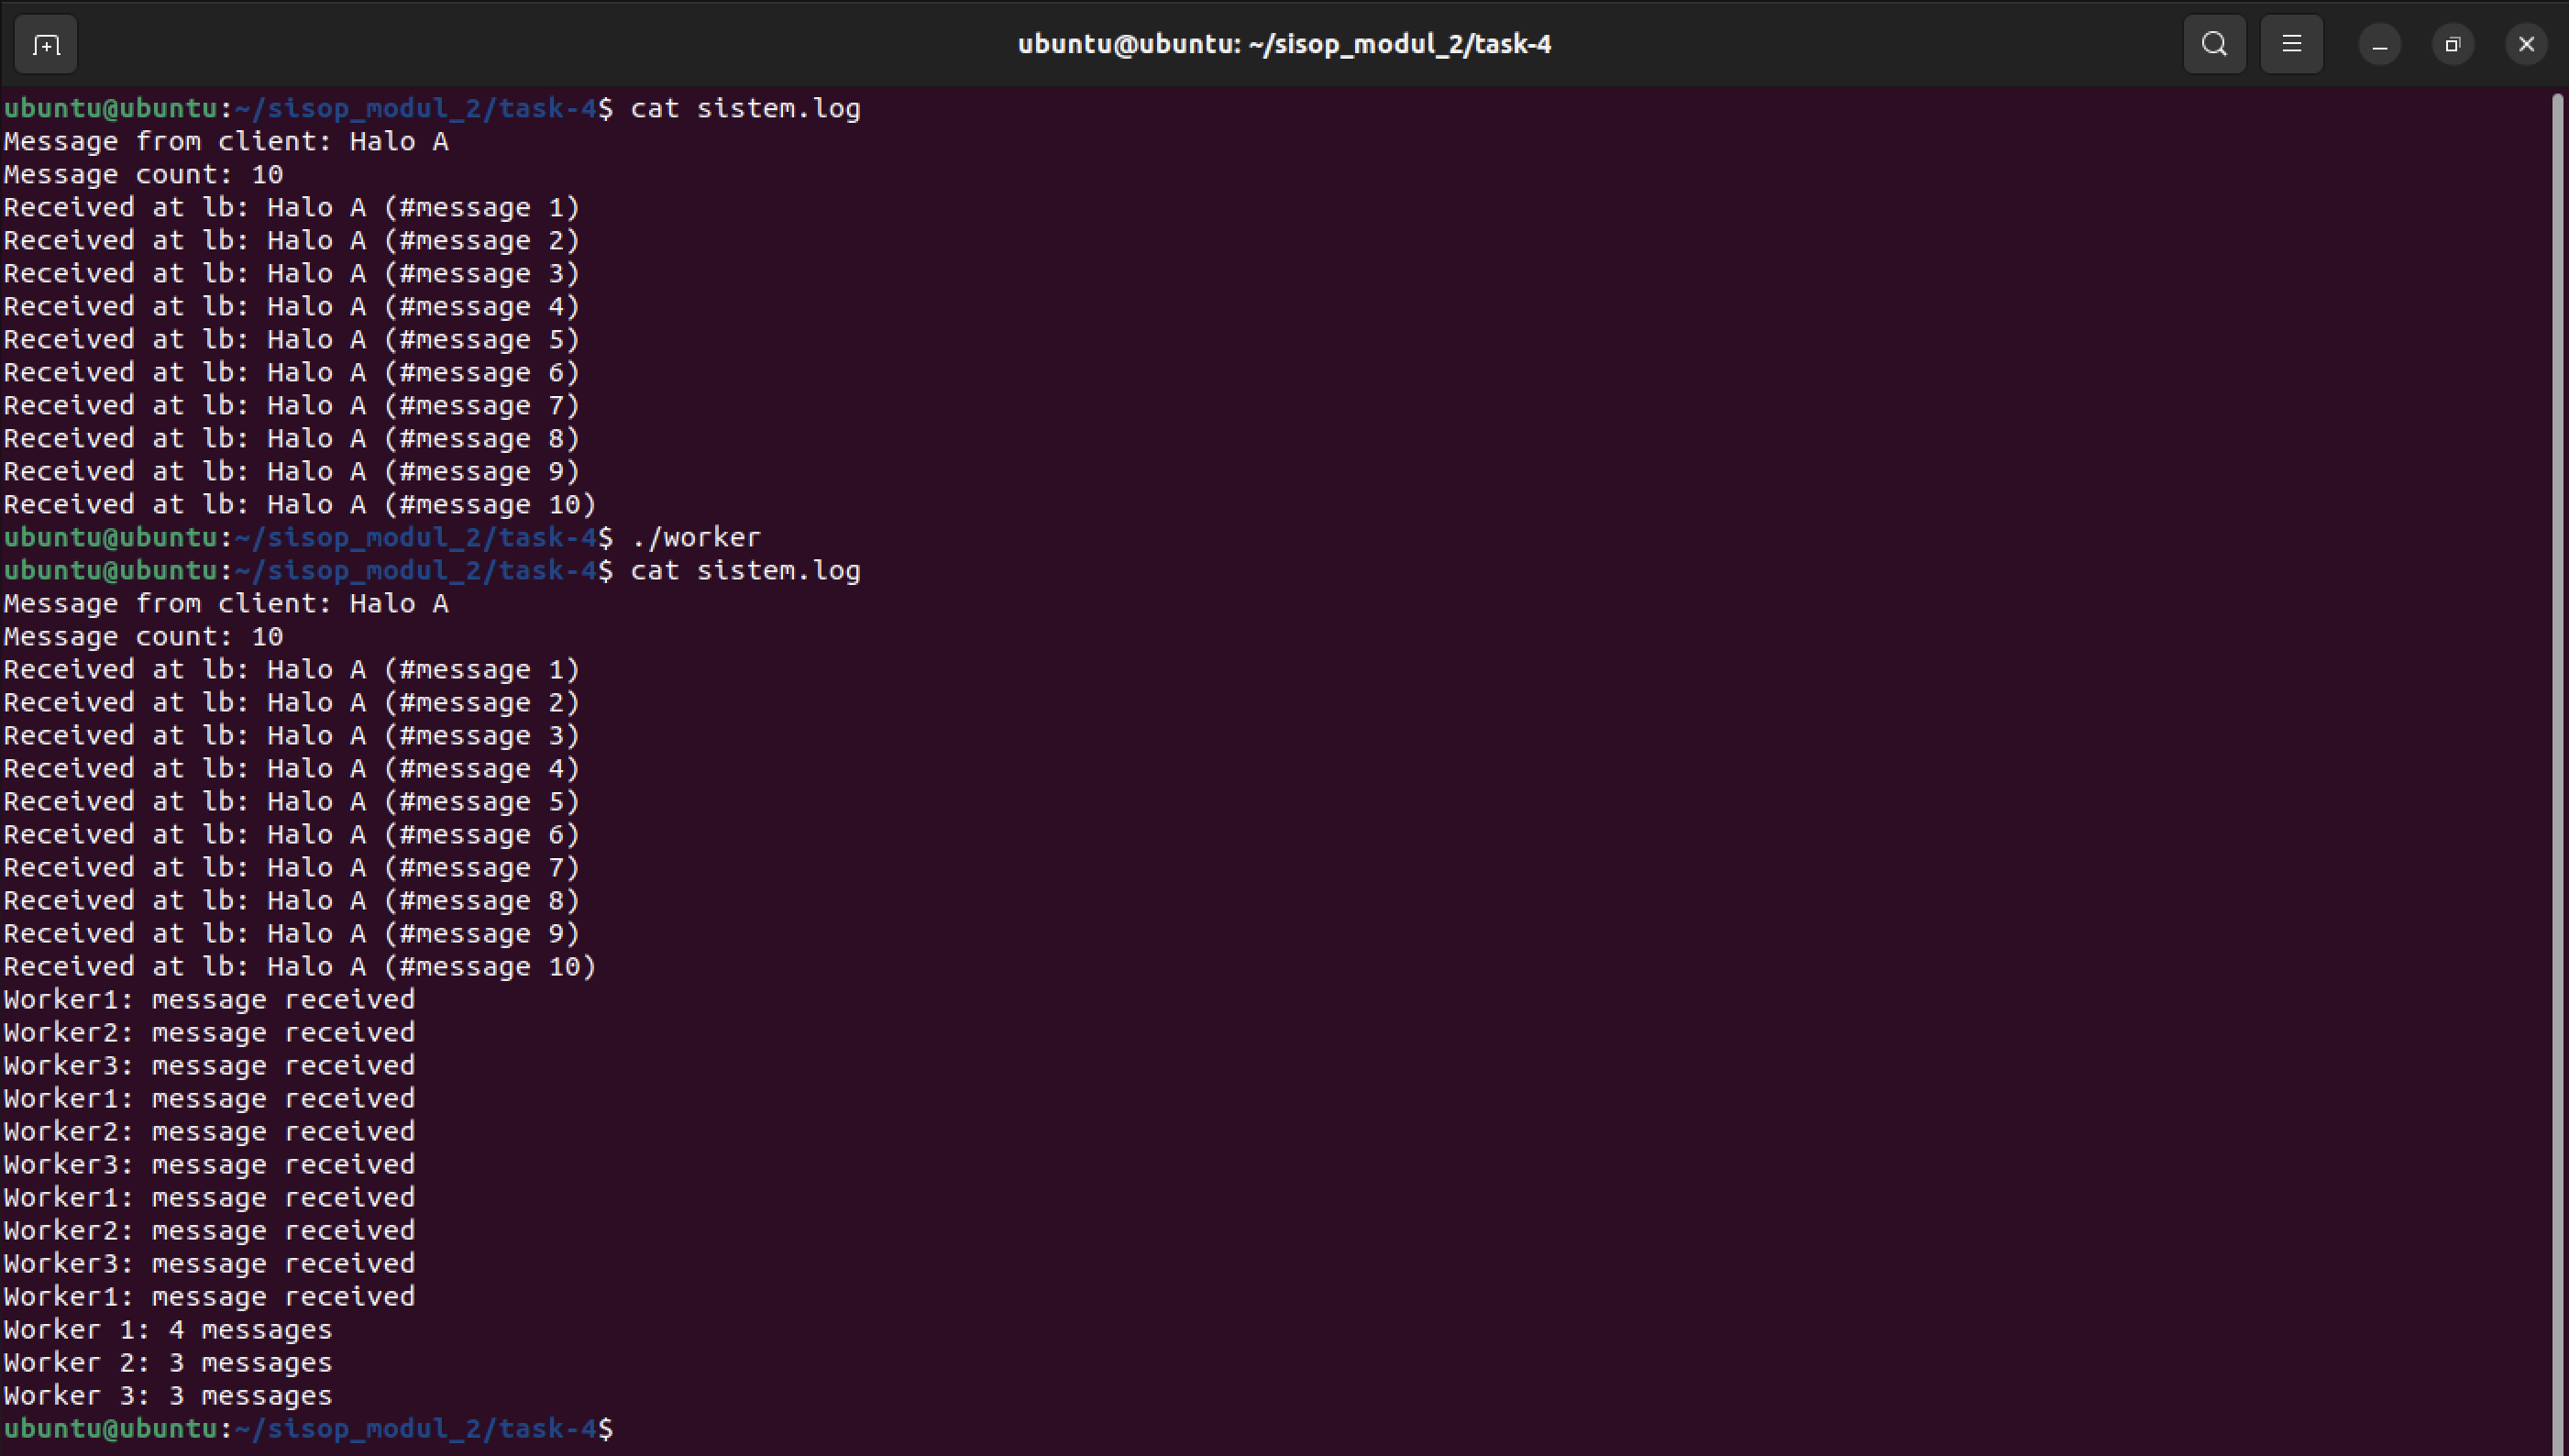 ubuntu@ubuntu: ~/sisop_modul_2/task-4
ubuntu@ubuntu:~/sisop_modul_2/task-4$ cat sistem.log
Message from client: Halo A
Message count: 10
Received at lb: Halo A (#message 1)
Received at lb: Halo A (#message 2)
Received at lb: Halo A (#message 3)
Received at lb: Halo A (#message 4)
Received at lb: Halo A (#message 5)
Received at lb: Halo A (#message 6)
Received at lb: Halo A (#message 7)
Received at lb: Halo A (#message 8)
Received at lb: Halo A (#message 9)
Received at lb: Halo A (#message 10)
ubuntu@ubuntu:~/sisop_modul_2/task-4$ ./worker
ubuntu@ubuntu:~/sisop_modul_2/task-4$ cat sistem.log
Message from client: Halo A
Message count: 10
Received at lb: Halo A (#message 1)
Received at lb: Halo A (#message 2)
Received at lb: Halo A (#message 3)
Received at lb: Halo A (#message 4)
Received at lb: Halo A (#message 5)
Received at lb: Halo A (#message 6)
Received at lb: Halo A (#message 7)
Received at lb: Halo A (#message 8)
Received at lb: Halo A (#message 9)
Received at lb: Halo A (#message 10)
Worker1: message received
Worker2: message received
Worker3: message received
Worker1: message received
Worker2: message received
Worker3: message received
Worker1: message received
Worker2: message received
Worker3: message received
Worker1: message received
Worker 1: 4 messages
Worker 2: 3 messages
Worker 3: 3 messages
ubuntu@ubuntu:~/sisop_modul_2/task-4$